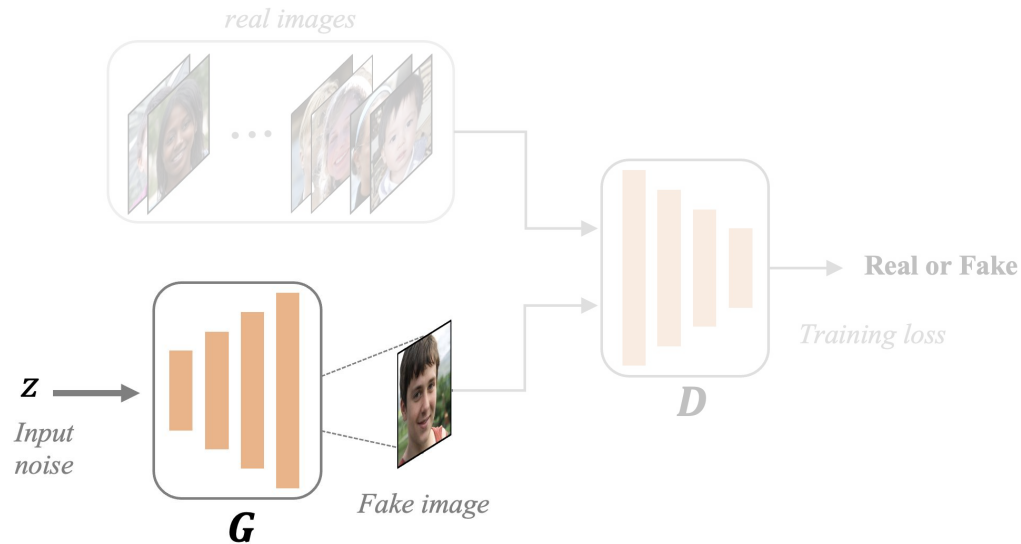 real images
Real or Fake
Training loss
D
z
Input
noise
Fake image
G